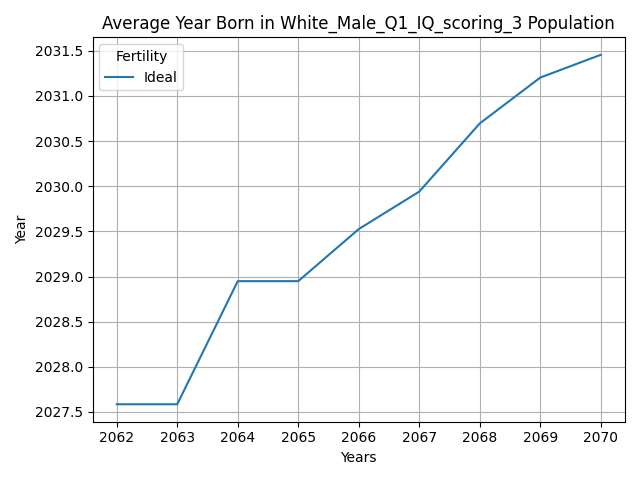 Average Year Born in White_Male_Q1_IQ_scoring_3 Population
Fertility
Ideal
2031.5
2031.0
2030.5
2030.0
2029.5
2029.0
2028.5
2028.0
2027.5
Year
2062 2063 2064 2065 2066 2067 2068 2069 2070
Years